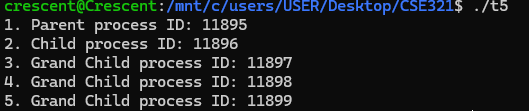 crescent@Crescent:/mnt/c/users/USER/Desktop/CSE321$ ./t5
1. Parent process ID: 11895
2. Child process ID: 11896
3. Grand Child process ID: 11897
4. Grand Child process ID: 11898
5. Grand Child process ID: 11899